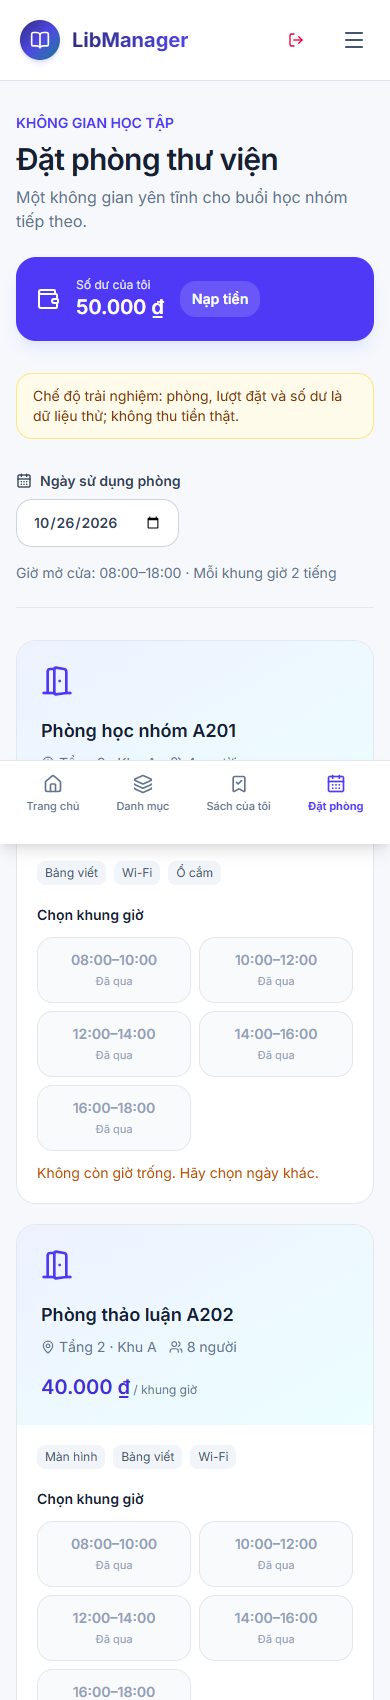 LibManager
KHÔNG GIAN HỌC TẬP
Đặt phòng thư viện
Một không gian yên tĩnh cho buổi học nhóm
tiếp theo.
Số dư của tôi
50.000 ₫
Nạp tiền
Chế độ trải nghiệm: phòng, lượt đặt và số dư là
dữ liệu thử; không thu tiền thật.
Ngày sử dụng phòng
10/26/2026
Giờ mở cửa: 08:00–18:00 · Mỗi khung giờ 2 tiếng
Phòng học nhóm A201
Trang chủ
Danh mục
Sách của tôi
Đặt phòng
Bảng viết
Wi-Fi
Ổ cắm
Chọn khung giờ
08:00–10:00
Đã qua
10:00–12:00
Đã qua
12:00–14:00
Đã qua
14:00–16:00
Đã qua
16:00–18:00
Đã qua
Không còn giờ trống. Hãy chọn ngày khác.
Phòng thảo luận A202
Tầng 2 · Khu A
8 người
40.000 ₫ / khung giờ
Màn hình
Bảng viết
Wi-Fi
Chọn khung giờ
08:00–10:00
Đã qua
10:00–12:00
Đã qua
12:00–14:00
Đã qua
14:00–16:00
Đã qua
16:00–18:00